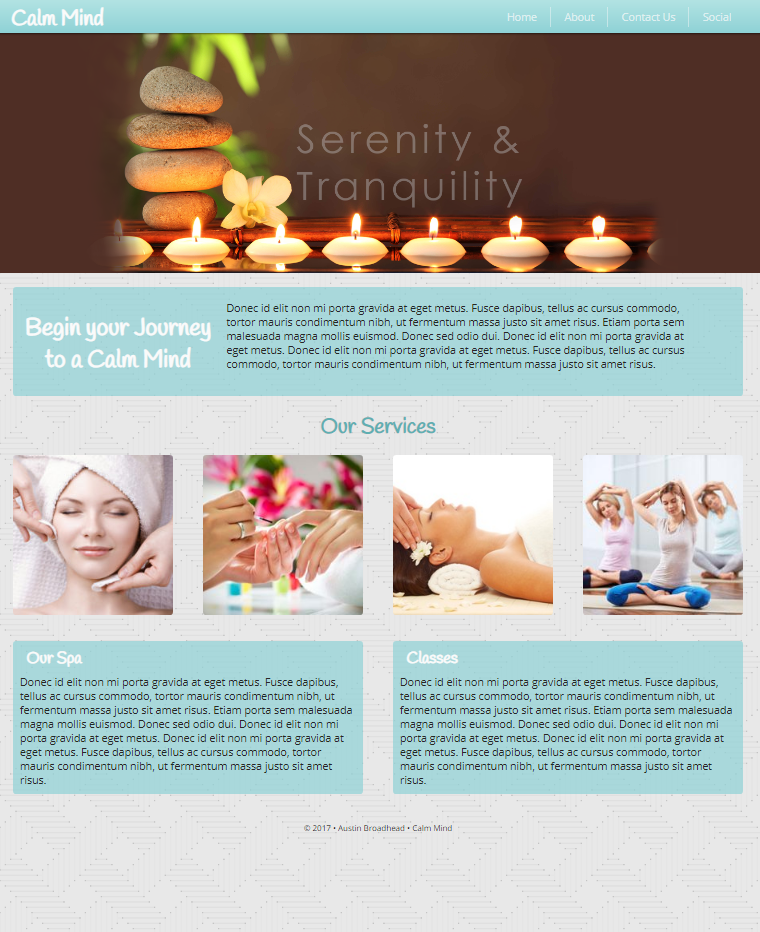 Calm Mind
Home
About
Contact Us
Social
Serenity &
Tranquility
Begin your Journey
to a Calm Mind
Donec id elit non mi porta gravida at eget metus. Fusce dapibus, tellus ac cursus commodo,
tortor mauris condimentum nibh, ut fermentum massa justo sit amet risus. Etiam porta sem
malesuada magna mollis euismod. Donec sed odio dui. Donec id elit non mi porta gravida at
eget metus. Donec id elit non mi porta gravida at eget metus. Fusce dapibus, tellus ac cursus
commodo, tortor mauris condimentum nibh, ut fermentum massa justo sit amet risus.
Our Services
Our Spa
Donec id elit non mi porta gravida at eget metus. Fusce dapibus,
tellus ac cursus commodo, tortor mauris condimentum nibh, ut
fermentum massa justo sit amet risus. Etiam porta sem malesuada
magna mollis euismod. Donec sed odio dui. Donec id elit non mi
porta gravida at eget metus. Donec id elit non mi porta gravida at
eget metus. Fusce dapibus, tellus ac cursus commodo, tortor
mauris condimentum nibh, ut fermentum massa justo sit amet
risus.
Classes
Donec id elit non mi porta gravida at eget metus. Fusce dapibus,
tellus ac cursus commodo, tortor mauris condimentum nibh, ut
fermentum massa justo sit amet risus. Etiam porta sem malesuada
magna mollis euismod. Donec sed odio dui. Donec id elit non mi
porta gravida at eget metus. Donec id elit non mi porta gravida at
eget metus. Fusce dapibus, tellus ac cursus commodo, tortor
mauris condimentum nibh, ut fermentum massa justo sit amet
risus.
© 2017 • Austin Broadhead • Calm Mind